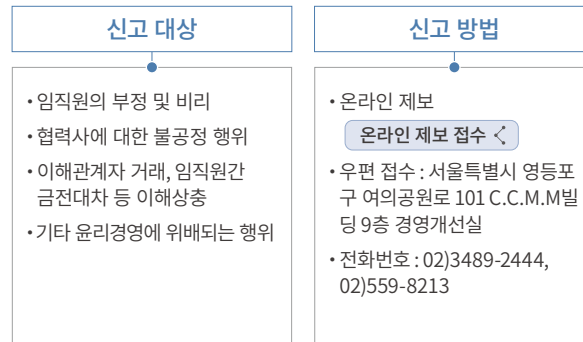 신고 대상
• 임직원의 부정 및 비리
• 협력사에 대한 불공정 행위
• 이해관계자 거래, 임직원간
금전대차 등 이해상충
• 기타 윤리경영에 위배되는 행위
신고 방법
• 온라인 제보
온라인 제보 접수
• 우편 접수 : 서울특별시 영등포
구 여의공원로 101 C.C.M.M빌
딩 9층 경영개선실
• 전화번호 : 02)3489-2444,
02)559-8213